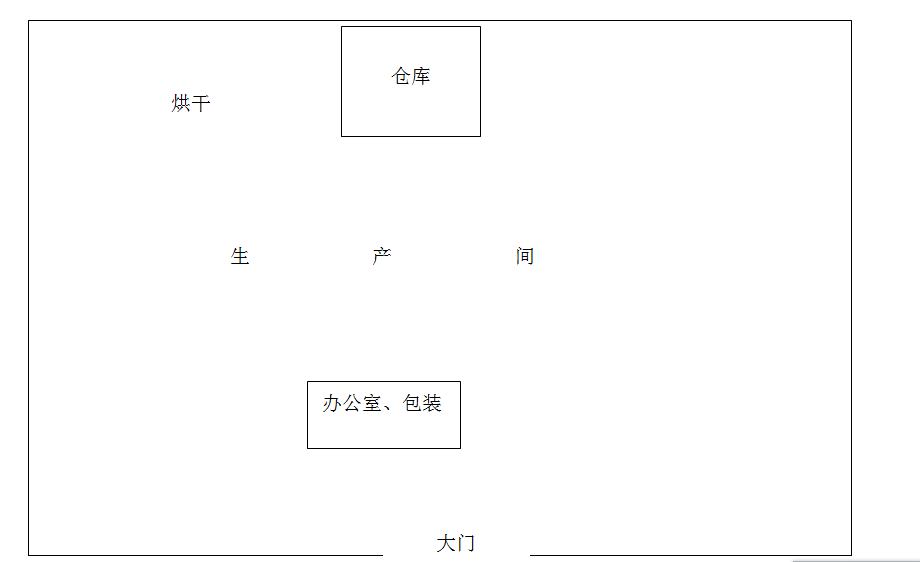 仓库
烘干
生 产 间
办公室、包装
大门